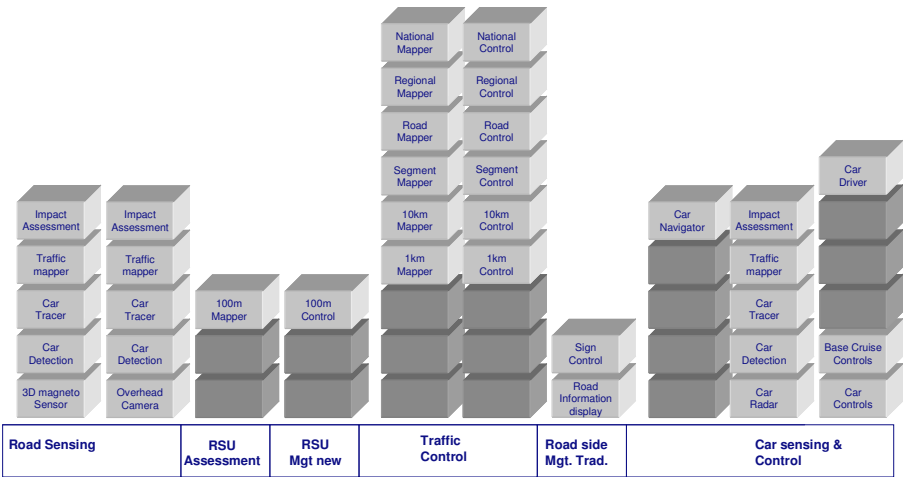 National
Mapper
National
Control
Regional
Mapper
Regional
Control
Road
Mapper
Road
Control
Segment
Mapper
Segment
Control
Car
Driver
Impact
Assessment
Impact
Assessment
10km
Mapper
10km
Control
Car
Navigator
Impact
Assessment
Traffic
mapper
Traffic
mapper
1km
Mapper
1km
Control
Traffic
mapper
Car
Tracer
Car
Tracer
100m
Mapper
100m
Control
Car
Tracer
Car
Detection
Car
Detection
Sign
Control
Car
Detection
Base Cruise
Controls
3D magneto
Sensor
Overhead
Camera
Road
Information
display
Car
Radar
Car
Controls
Road Sensing
RSU
Assessment
RSU
Mgt new
Traffic
Control
Road side
Mgt. Trad.
Car sensing &
Control